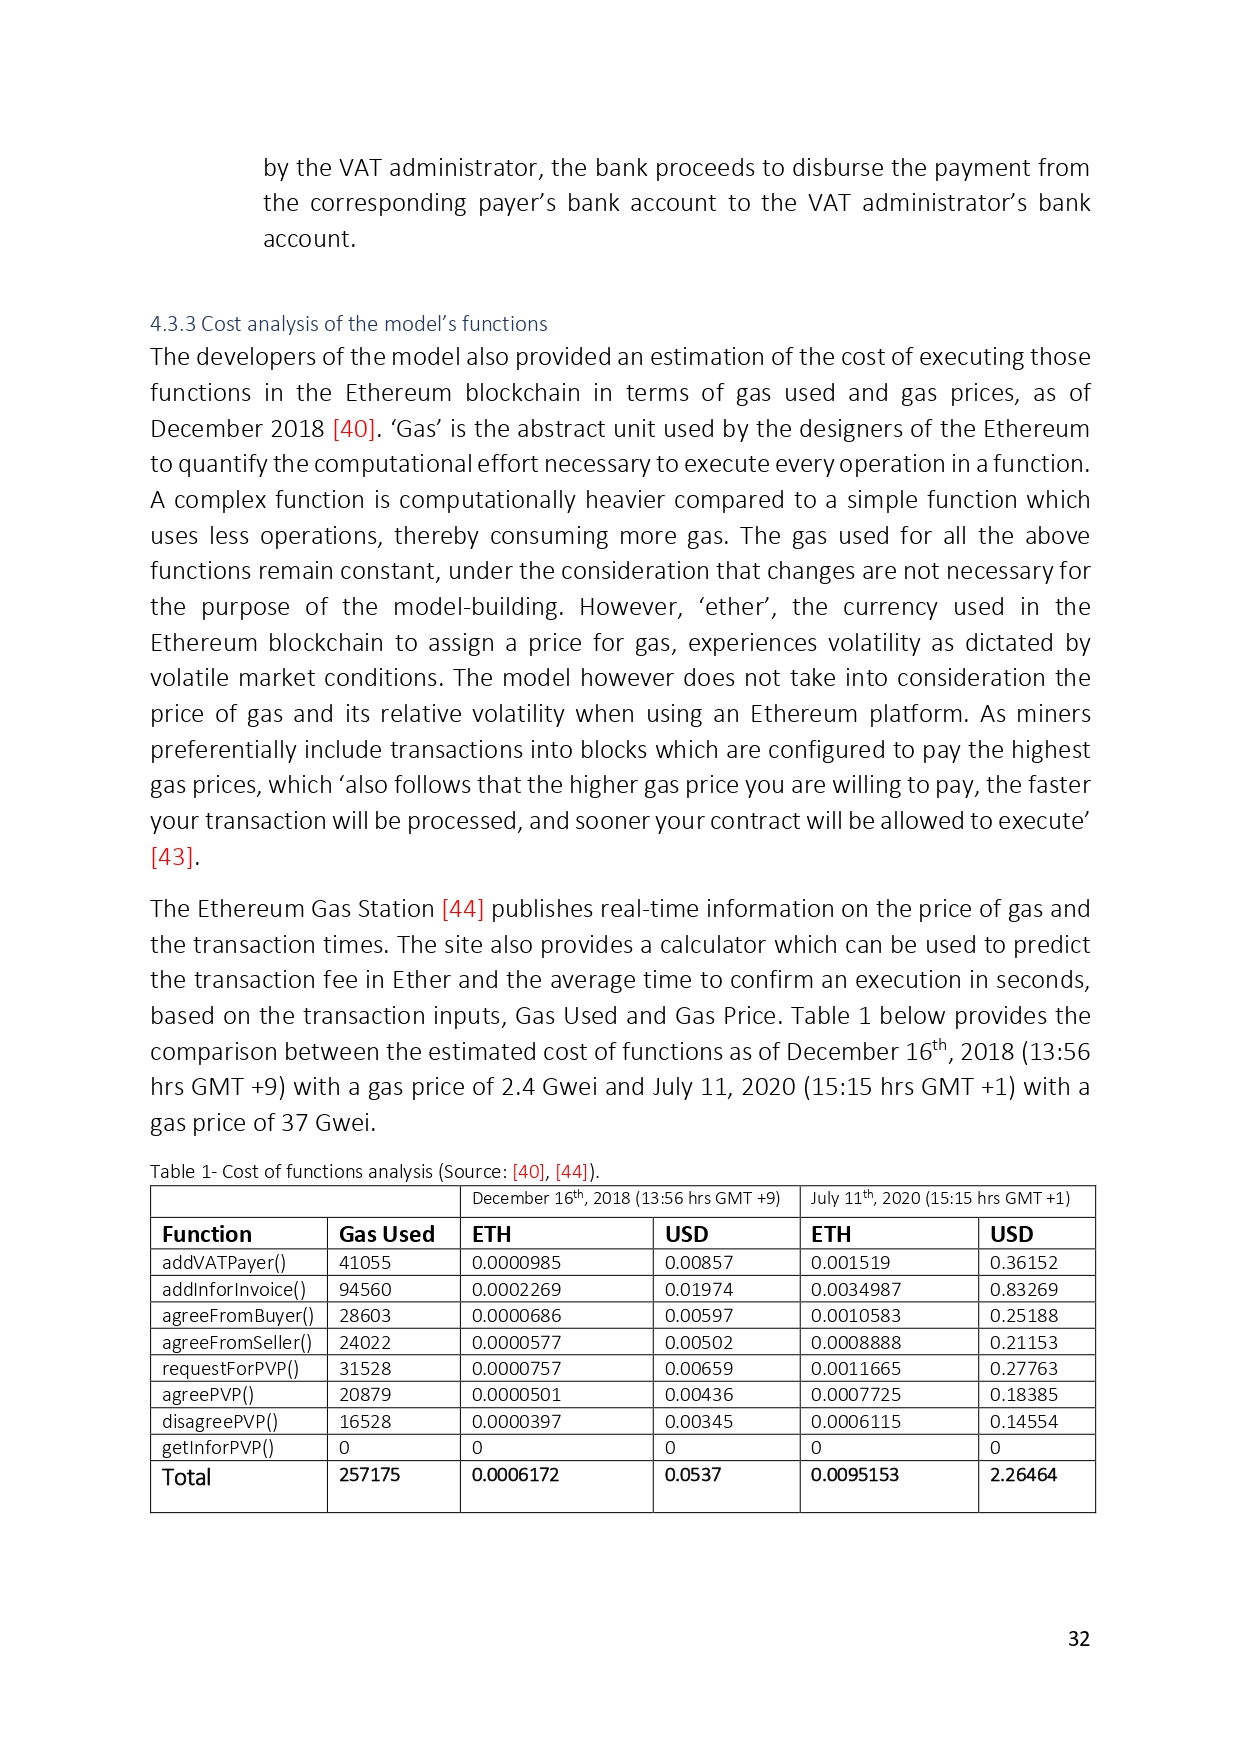 by the VAT administrator, the bank proceeds to disburse the payment from
the corresponding payer’s bank account to the VAT administrator’s bank
account.
4.3.3 Cost analysis of the model’s functions
The developers of the model also provided an estimation of the cost of executing those
functions in the Ethereum blockchain in terms of gas used and gas prices, as of
December 2018 [40]. ‘Gas’ is the abstract unit used by the designers of the Ethereum
to quantify the computational effort necessary to execute every operation in a function.
A complex function is computationally heavier compared to a simple function which
uses less operations, thereby consuming more gas. The gas used for all the above
functions remain constant, under the consideration that changes are not necessary for
the purpose of the model-building. However, ‘ether’, the currency used in the
Ethereum blockchain to assign a price for gas, experiences volatility as dictated by
volatile market conditions. The model however does not take into consideration the
price of gas and its relative volatility when using an Ethereum platform. As miners
preferentially include transactions into blocks which are configured to pay the highest
gas prices, which ‘also follows that the higher gas price you are willing to pay, the faster
your transaction will be processed, and sooner your contract will be allowed to execute’
[43].
The Ethereum Gas Station [44] publishes real-time information on the price of gas and
the transaction times. The site also provides a calculator which can be used to predict
the transaction fee in Ether and the average time to confirm an execution in seconds,
based on the transaction inputs, Gas Used and Gas Price. Table 1 below provides the
comparison between the estimated cost of functions as of December 16th, 2018 (13:56
hrs GMT +9) with a gas price of 2.4 Gwei and July 11, 2020 (15:15 hrs GMT +1) with a
gas price of 37 Gwei.
Table 1- Cost of functions analysis (Source: [40], [44]).
December 16th, 2018 (13:56 hrs GMT +9) July 11th, 2020 (15:15 hrs GMT +1)
Function Gas Used ETH USD ETH USD
addVATPayer() 41055 0.0000985 0.00857 0.001519 0.36152
addInforInvoice() 94560 0.0002269 0.01974 0.0034987 0.83269
agreeFromBuyer() 28603 0.0000686 0.00597 0.0010583 0.25188
agreeFromSeller() 24022 0.0000577 0.00502 0.0008888 0.21153
requestForPVP() 31528 0.0000757 0.00659 0.0011665 0.27763
agreePVP() 20879 0.0000501 0.00436 0.0007725 0.18385
disagreePVP() 16528 0.0000397 0.00345 0.0006115 0.14554
getInforPVP() 0 0 0 0 0
Total 257175 0.0006172 0.0537 0.0095153 2.26464
32